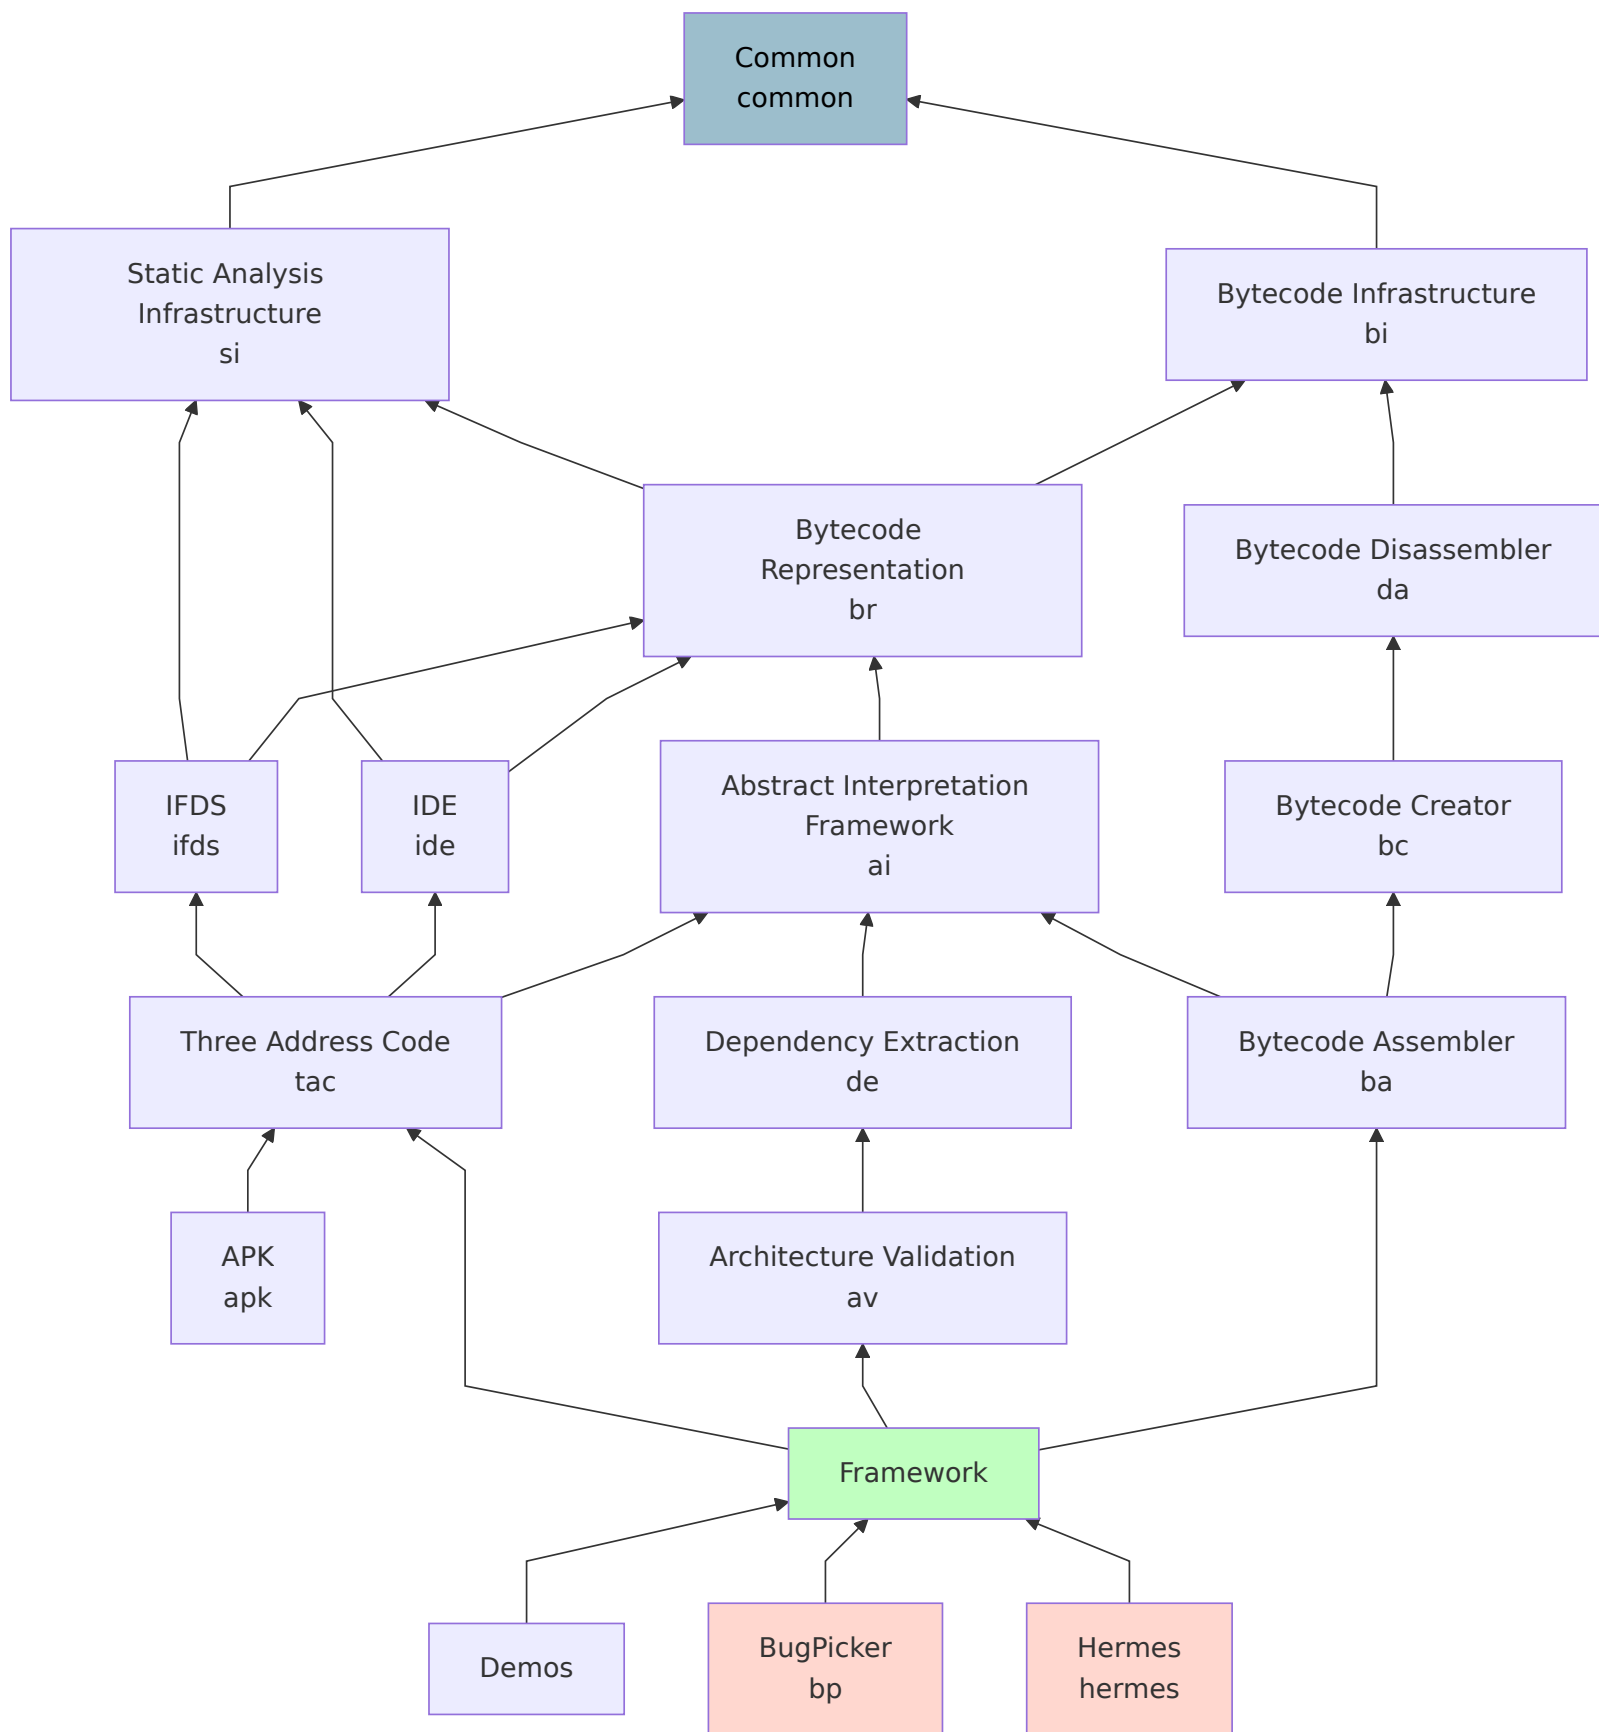 Common
common
Static Analysis
Infrastructure
si
Bytecode Infrastructure
bi
Bytecode
Representation
br
Bytecode Disassembler
da
IFDS
ifds
IDE
ide
Abstract Interpretation
Framework
ai
Bytecode Creator
bc
Three Address Code
tac
Dependency Extraction
de
Bytecode Assembler
ba
APK
apk
Architecture Validation
av
Framework
Demos
BugPicker
bp
Hermes
hermes